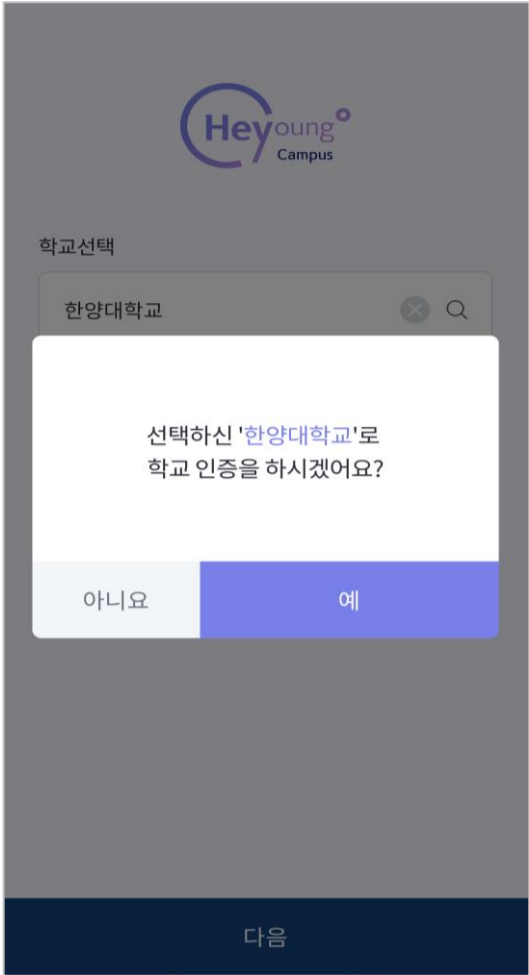 Heyoung
Campus
학교선택
한양대학교
선택하신 '한양대학교'로
학교 인증을 하시겠어요?
아니요
예
다음